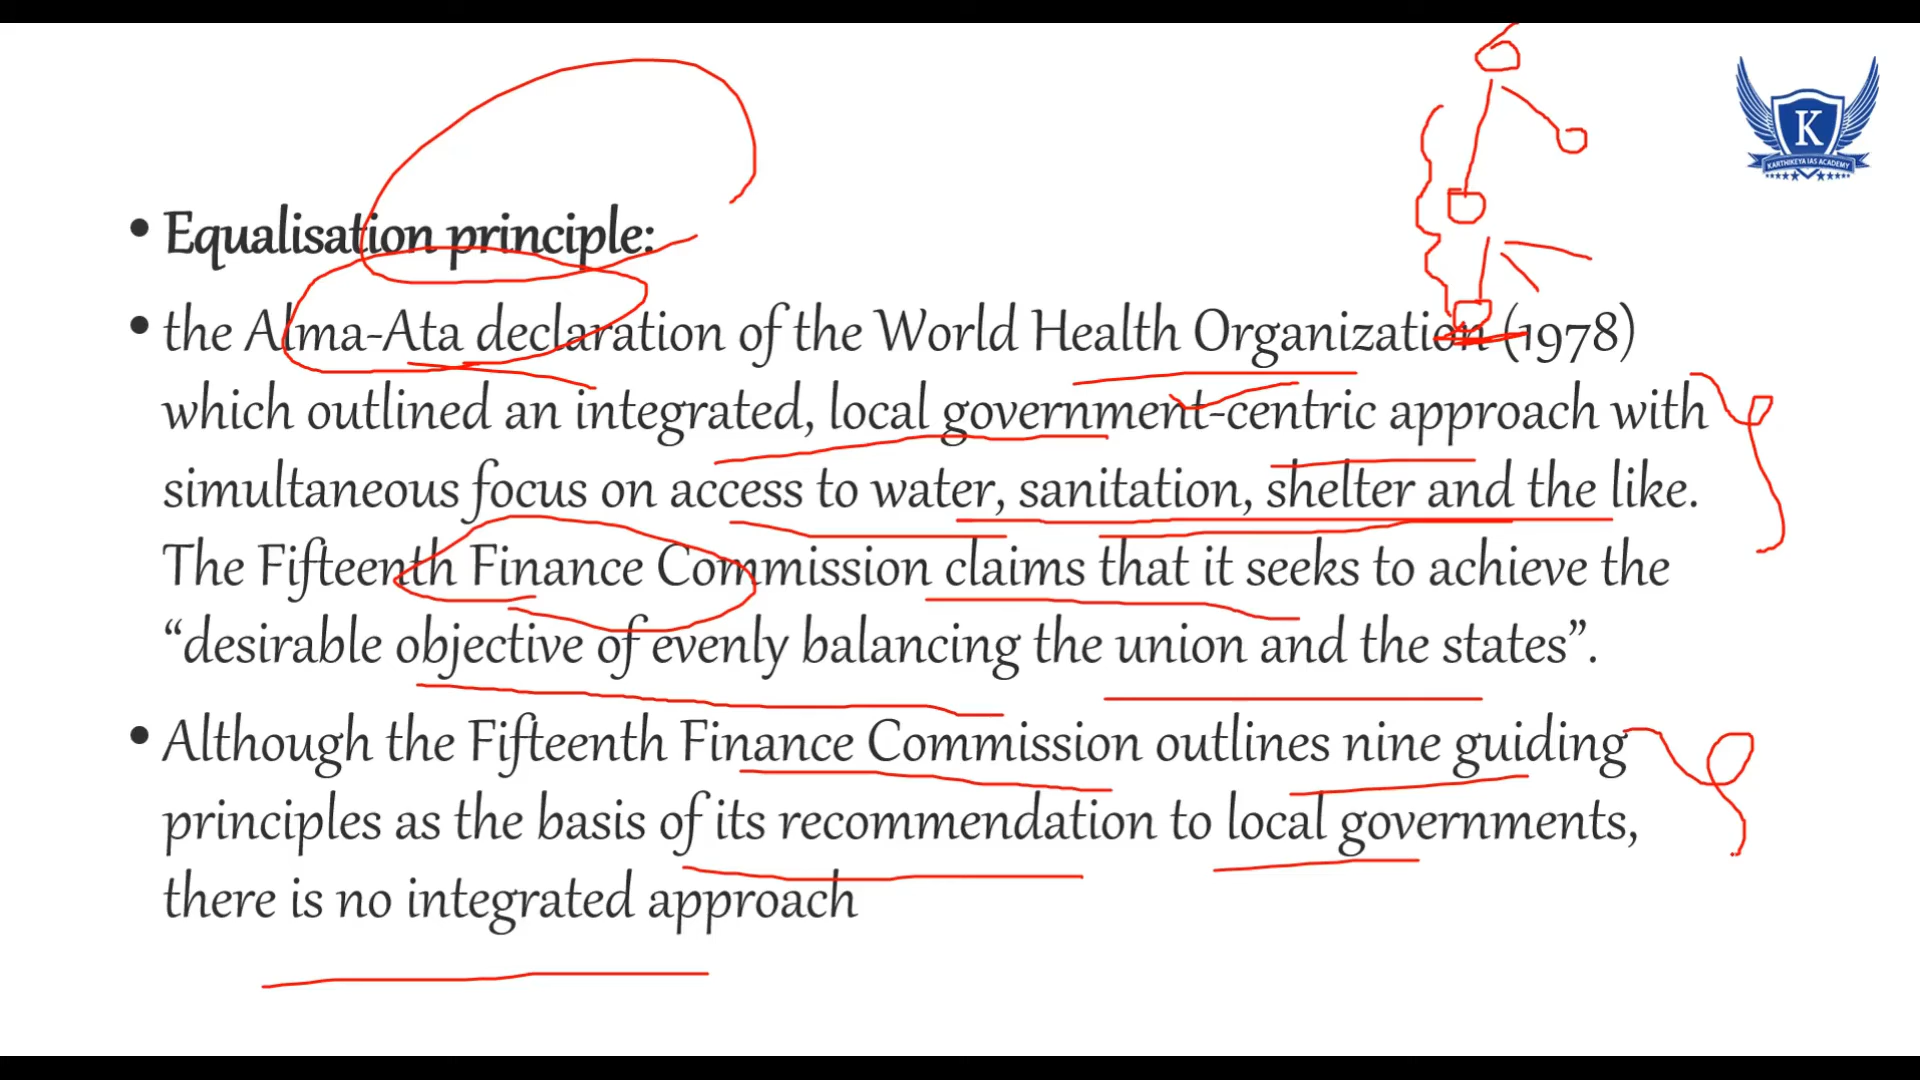 KARTHIKEYA IAS ACADEMY
K
• Equalisation principle:
• the Alma-Ata declaration of the World Health Organization (1978)
which outlined an integrated, local government-centric approach with
simultaneous focus on access to water, sanitation, shelter and the like.
The Fifteenth Finance Commission claims that it seeks to achieve the
“desirable objective of evenly balancing the union and the states”.
• Although the Fifteenth Finance Commission outlines nine guiding
principles as the basis of its recommendation to local governments,
there is no integrated approach